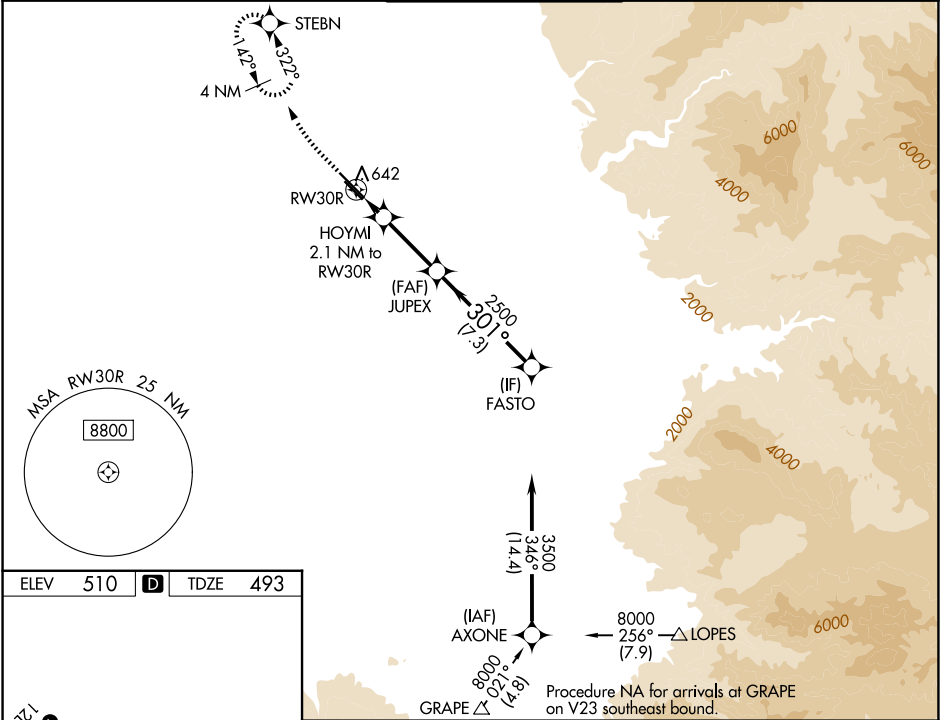 STEBN
142°
322°
4 NM
642
RW30R
HOYMI
2.1 NM to
RW30R
(FAF)
JUPEX
2500
301°
(7.3)
(IF)
FASTO
6000
6000
4000
2000
2000
4000
6000
MSA RW30R 25 NM
8800
3500
346°
(14.4)
(IAF)
AXONE
8000
256°
(7.9)
LOPES
8000
021°
(4.8)
GRAPE
Procedure NA for arrivals at GRAPE
on V23 southeast bound.
ELEV 510 D TDZE 493